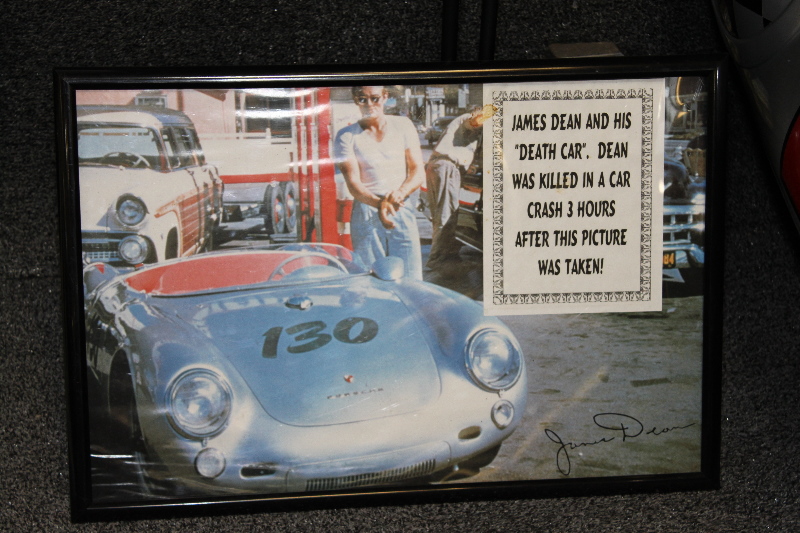 JAMES DEAN AND HIS
"DEATH CAR". DEAN
WAS KILLED IN A CAR
CRASH 3 HOURS
AFTER THIS PICTURE
WAS TAKEN!
130
PORSCHE
James Dean